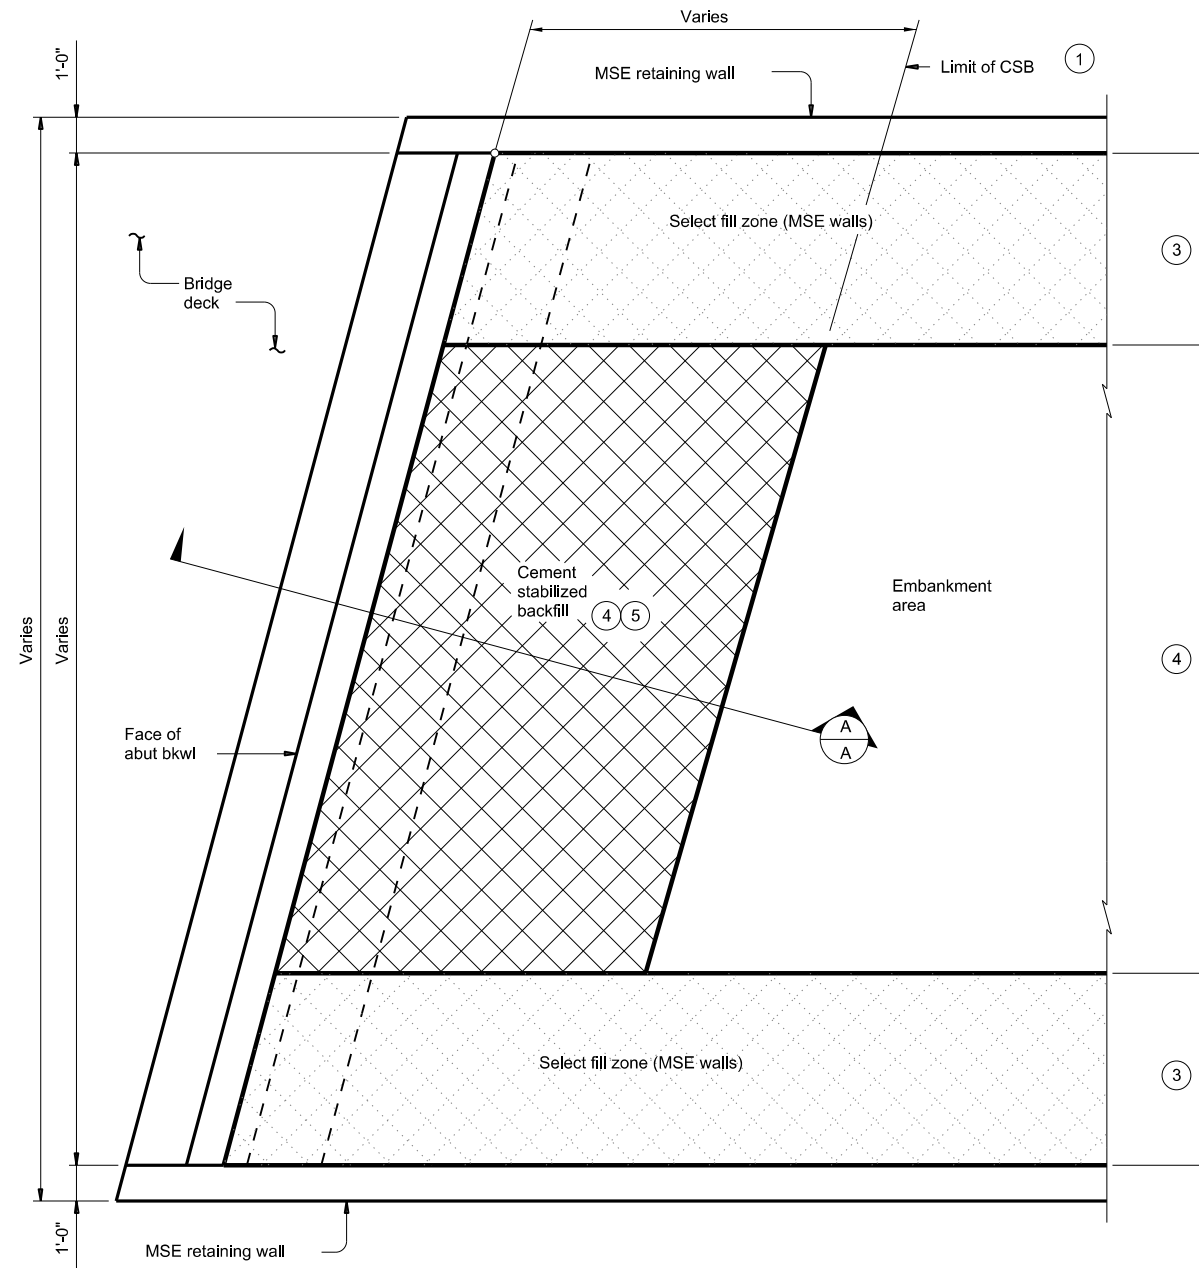 Varies
1'-0"
MSE retaining wall
Limit of CSB
1
Select fill zone (MSE walls)
3
Bridge
deck
Cement
stabilized
backfill
4 5
Embankment
area
Varies
Varies
4
Face of
abut bkwl
A
A
Select fill zone (MSE walls)
3
1'-0"
MSE retaining wall